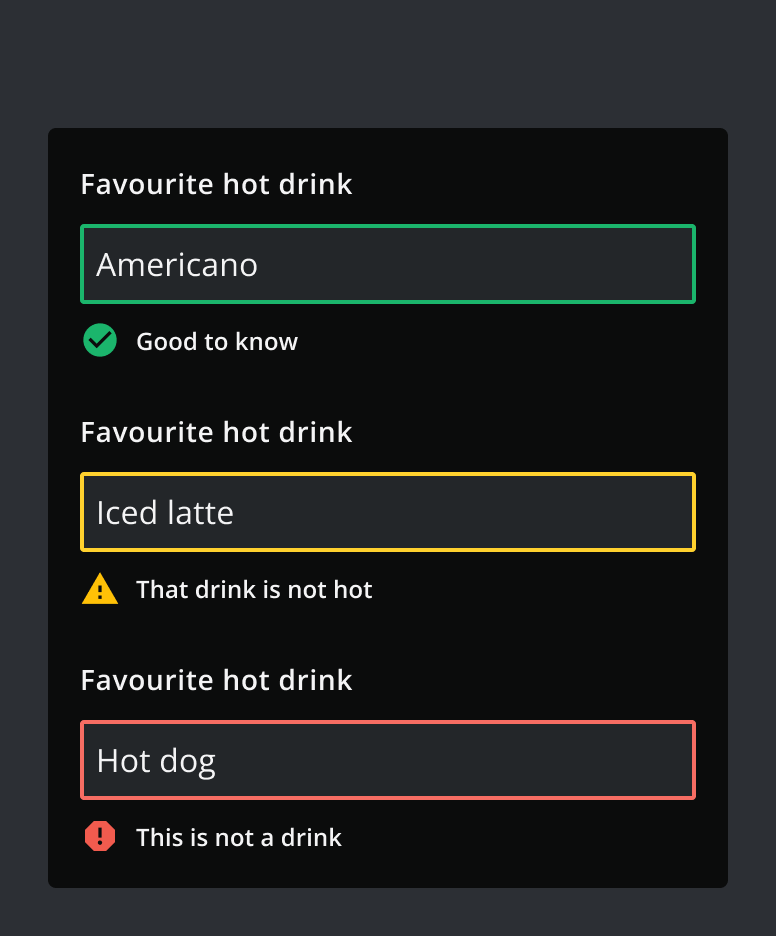 Favourite hot drink
Americano
Good to know
Favourite hot drink
Iced latte
That drink is not hot
Favourite hot drink
Hot dog
This is not a drink